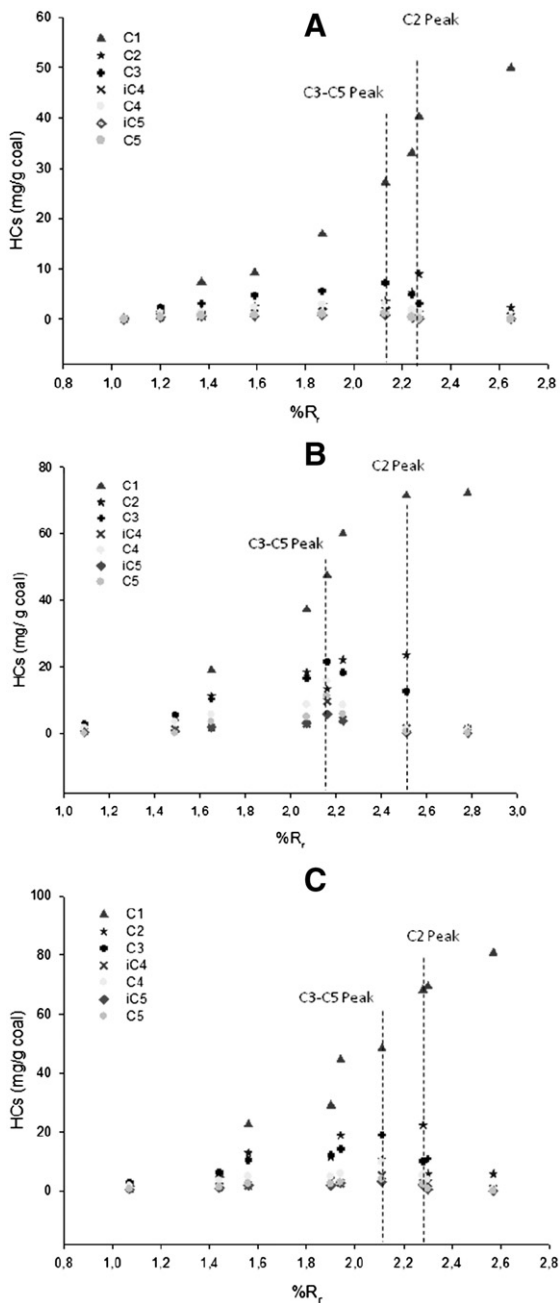 A
C2 Peak
C3-C5 Peak
C1
C2
C3
iC4
C4
iC5
C5
HCs (mg/g coal)
60
50
40
30
20
10
0
0,8 1,0 1,2 1,4 1,6 1,8 2,0 2,2 2,4 2,6 2,8
%Rr
B
C2 Peak
C3-C5 Peak
C1
C2
C3
iC4
C4
iC5
C5
HCs (mg/ g coal)
80
60
40
20
0
1,0 1,2 1,4 1,6 1,8 2,0 2,2 2,4 2,6 2,8 3,0
%Rr
C
C2 Peak
C3-C5 Peak
C1
C2
C3
iC4
C4
iC5
C5
HCs (mg/g coal)
100
80
60
40
20
0
0,8 1,0 1,2 1,4 1,6 1,8 2,0 2,2 2,4 2,6 2,8
%Rr